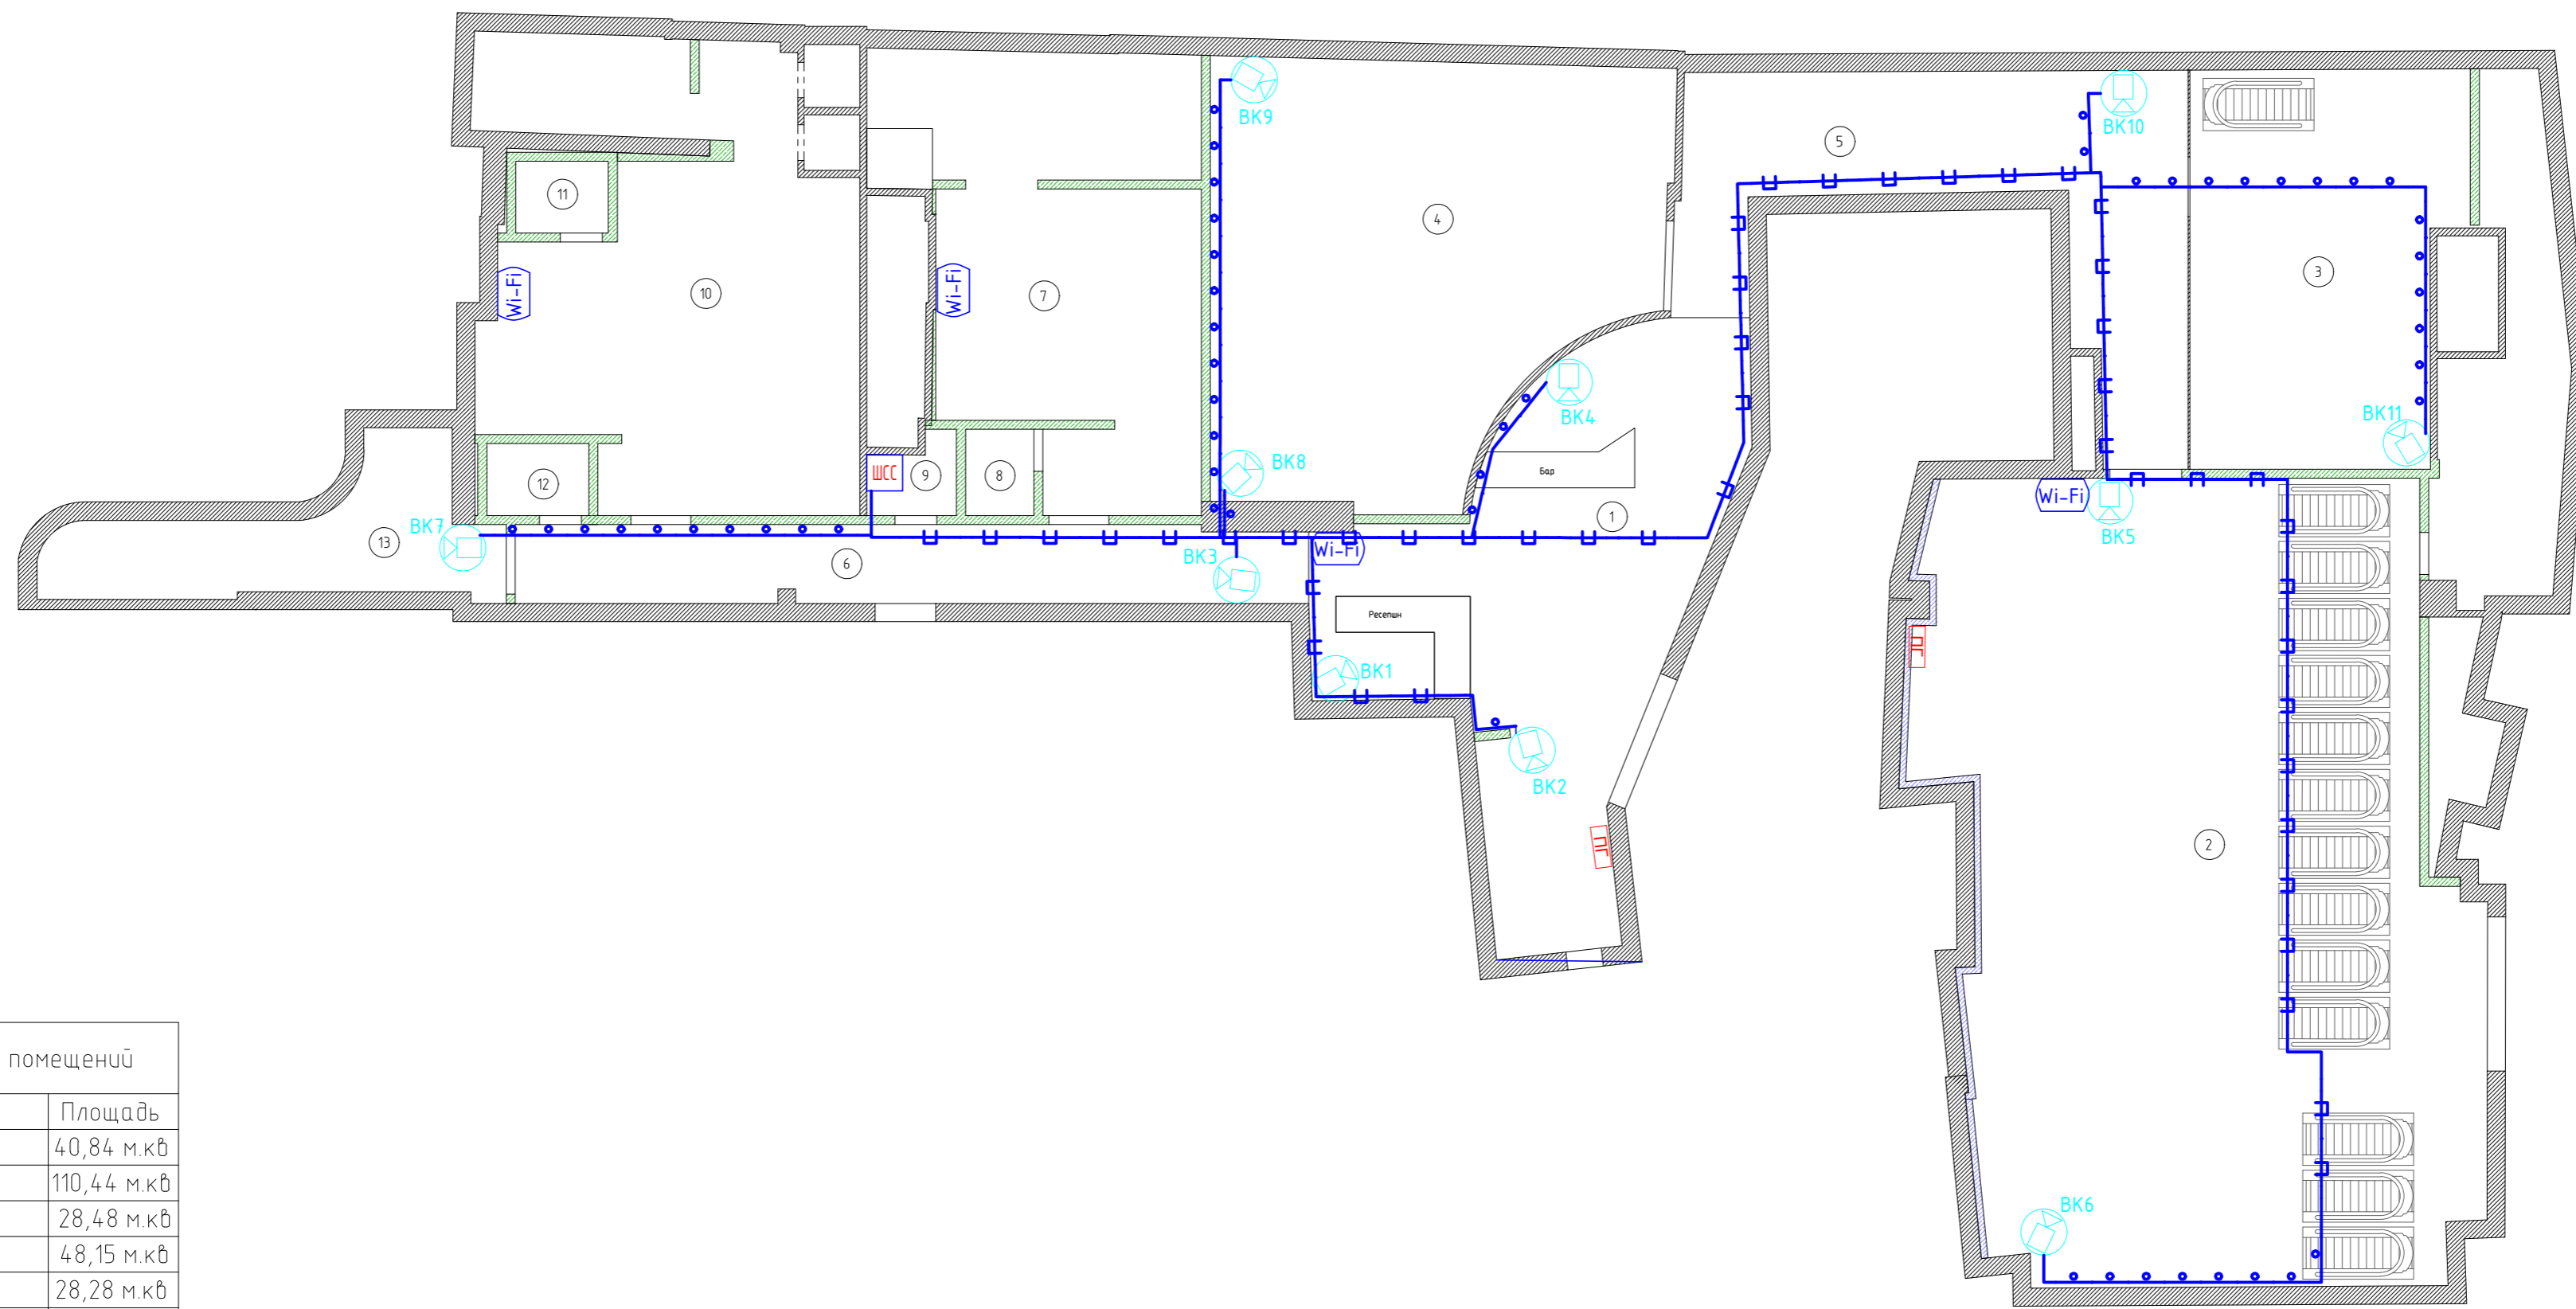 ВК9
ВК10
5
11
4
3
Wi-Fi
10
Wi-Fi
7
ВК4
ВК11
Бар
ВК8
ШСС
9
8
12
1
Wi-Fi
ВК5
ВК7
13
6
ВК3
Wi-Fi
Ресепшн
ПГ
ВК1
ВК2
ПГ
2
помещений
Площадь
40,84 м.кв
110,44 м.кв
28,48 м.кв
48,15 м.кв
28,28 м.кв
ВК6